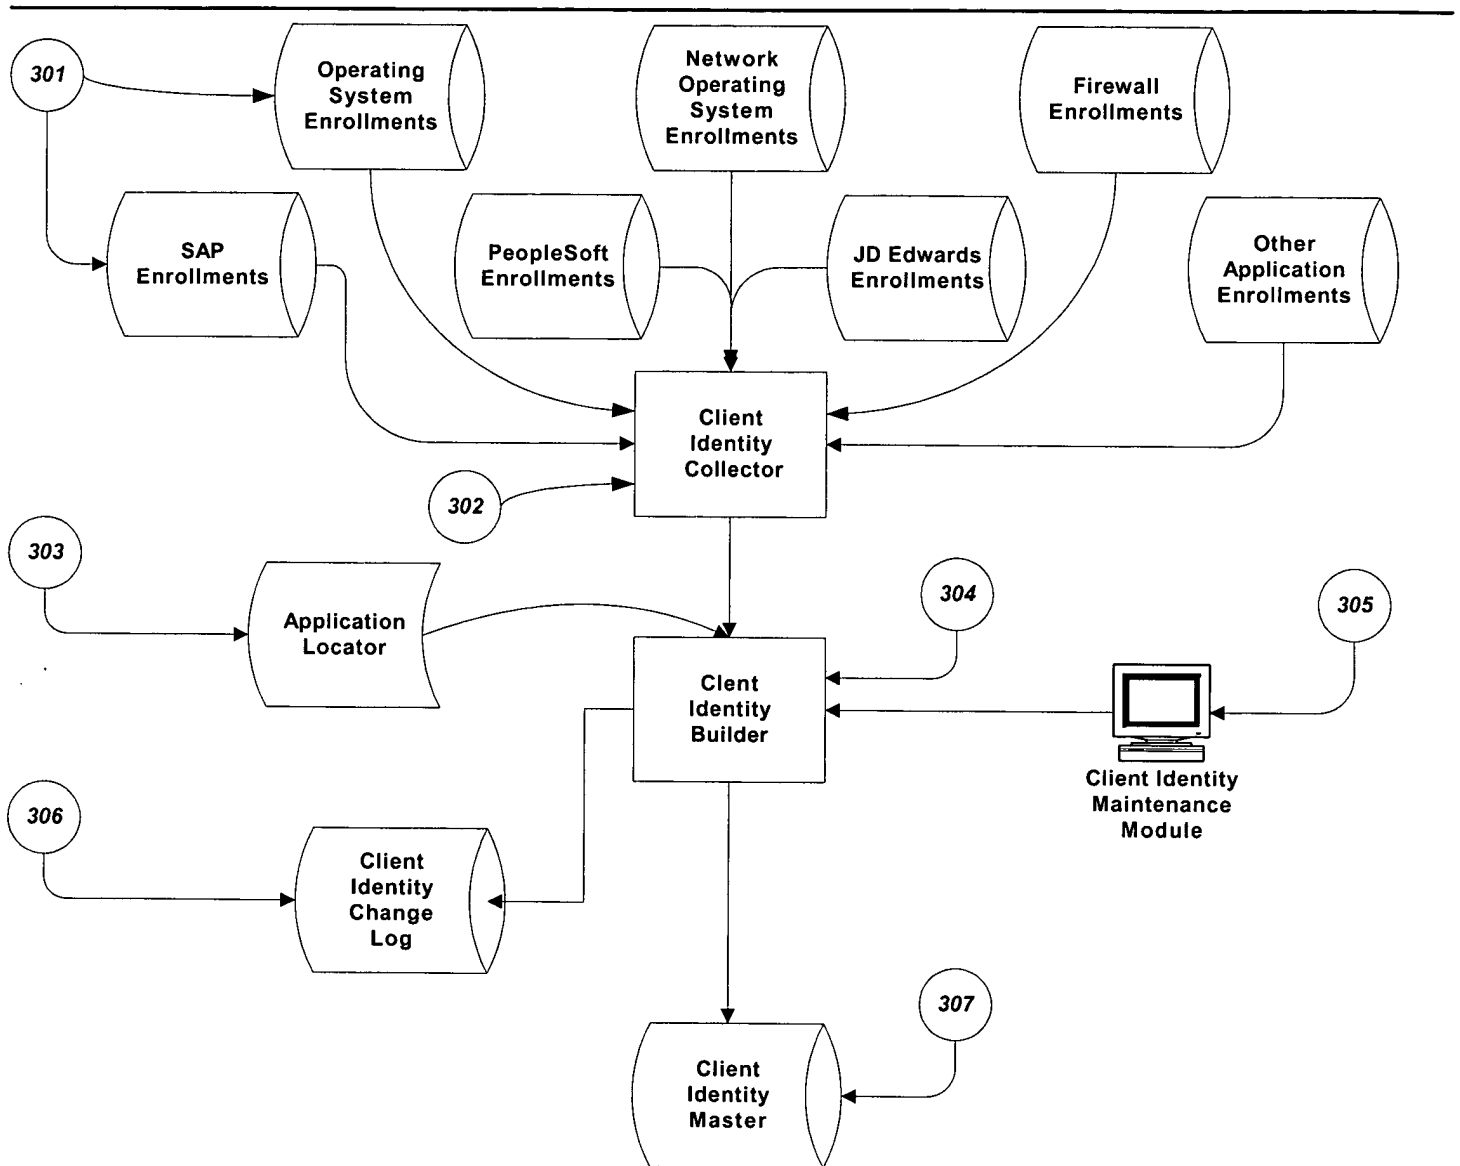 301
Operating
System
Enrollments
Network
Operating
System
Enrollments
Firewall
Enrollments
SAP
Enrollments
PeopleSoft
Enrollments
JD Edwards
Enrollments
Other
Application
Enrollments
Client
Identity
Collector
302
303
Application
Locator
304
305
Clent
Identity
Builder
Client Identity
Maintenance
Module
306
Client
Identity
Change
Log
307
Client
Identity
Master